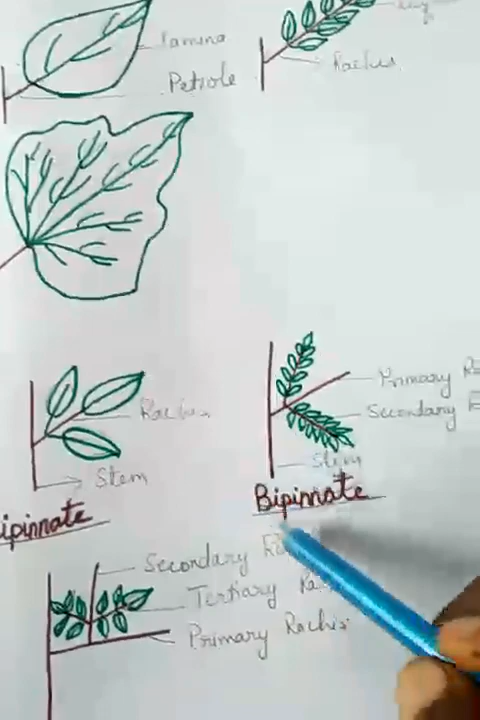 Lamina
Petiole
Rachis
Rachis
Stem
Primary
Secondary
Stem
ipinnate
Bipinnate
Secondary
Tertiary
Primary Rachis